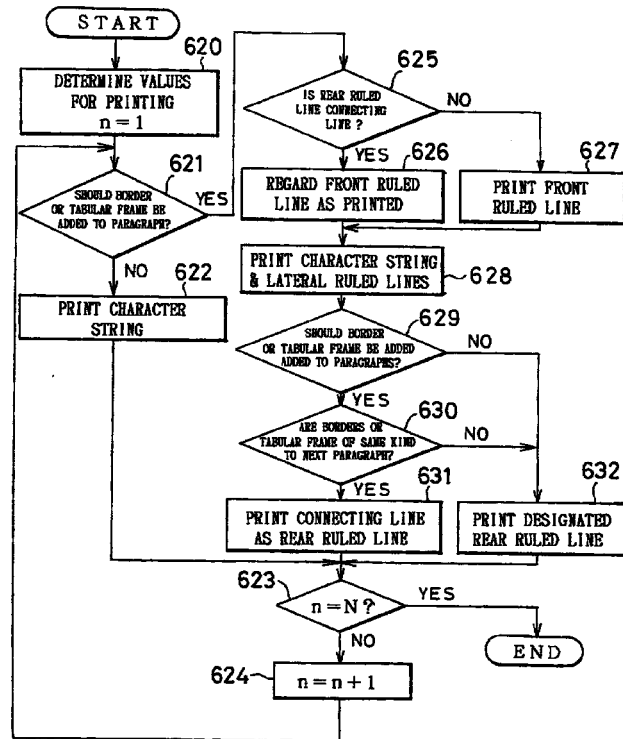 START
620
DETERMINE VALUES
FOR PRINTING
n = 1
621
SHOULD BORDER
OR TABULAR FRAME BE
ADDED TO PARAGRAPH?
YES
NO
622
PRINT CHARACTER
STRING
625
IS REAR RULED
LINE CONNECTING
LINE ?
NO
YES
626
REGARD FRONT RULED
LINE AS PRINTED
627
PRINT FRONT
RULED LINE
PRINT CHARACTER STRING
& LATERAL RULED LINES
628
629
SHOULD BORDER
OR TABULAR FRAME BE ADDED
ADDED TO PARAGRAPHS?
NO
YES
630
ARE BORDERS OR
TABULAR FRAME OF SAME KIND
TO NEXT PARAGRAPH?
NO
YES
631
PRINT CONNECTING LINE
AS REAR RULED LINE
632
PRINT DESIGNATED
REAR RULED LINE
623
n = N ?
YES
NO
END
624
n = n + 1